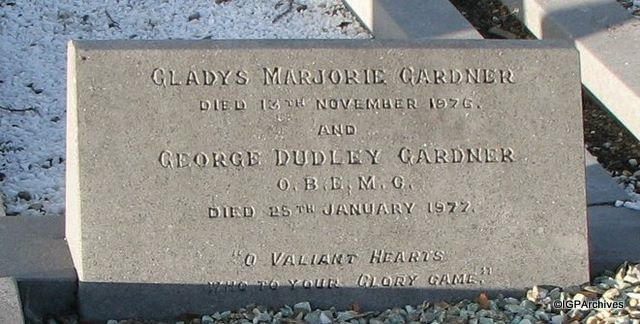 GLADYS MARJORIE GARDNER
DIED 13TH NOVEMBER 1976.
AND
GEORGE DUDLEY GARDNER
O.B.E. M.C.
DIED 25TH JANUARY 1977.
"O VALIANT HEARTS
WHO TO YOUR GLORY CAME."
©IGPArchives